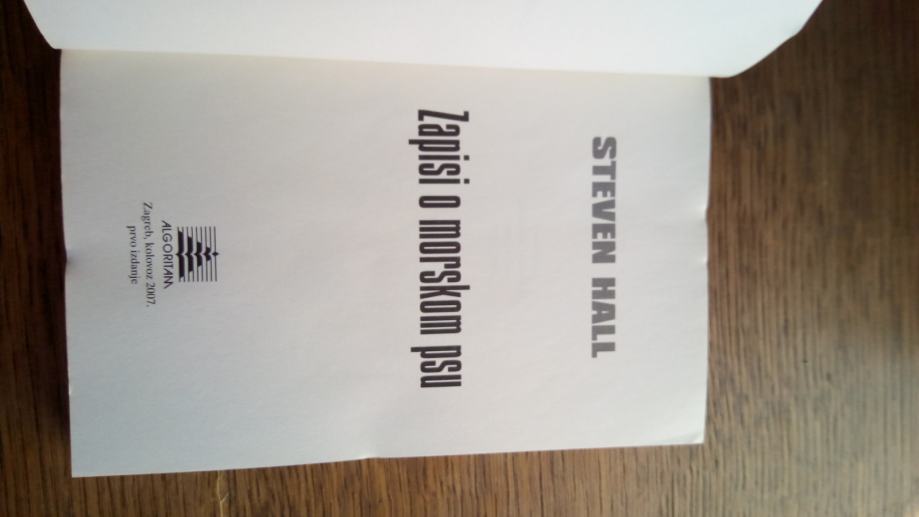 STEVEN HALL
Zapisi o morskom psu
ALGORITAM
Zagreb, kolovoz 2007.
prvo izdanje